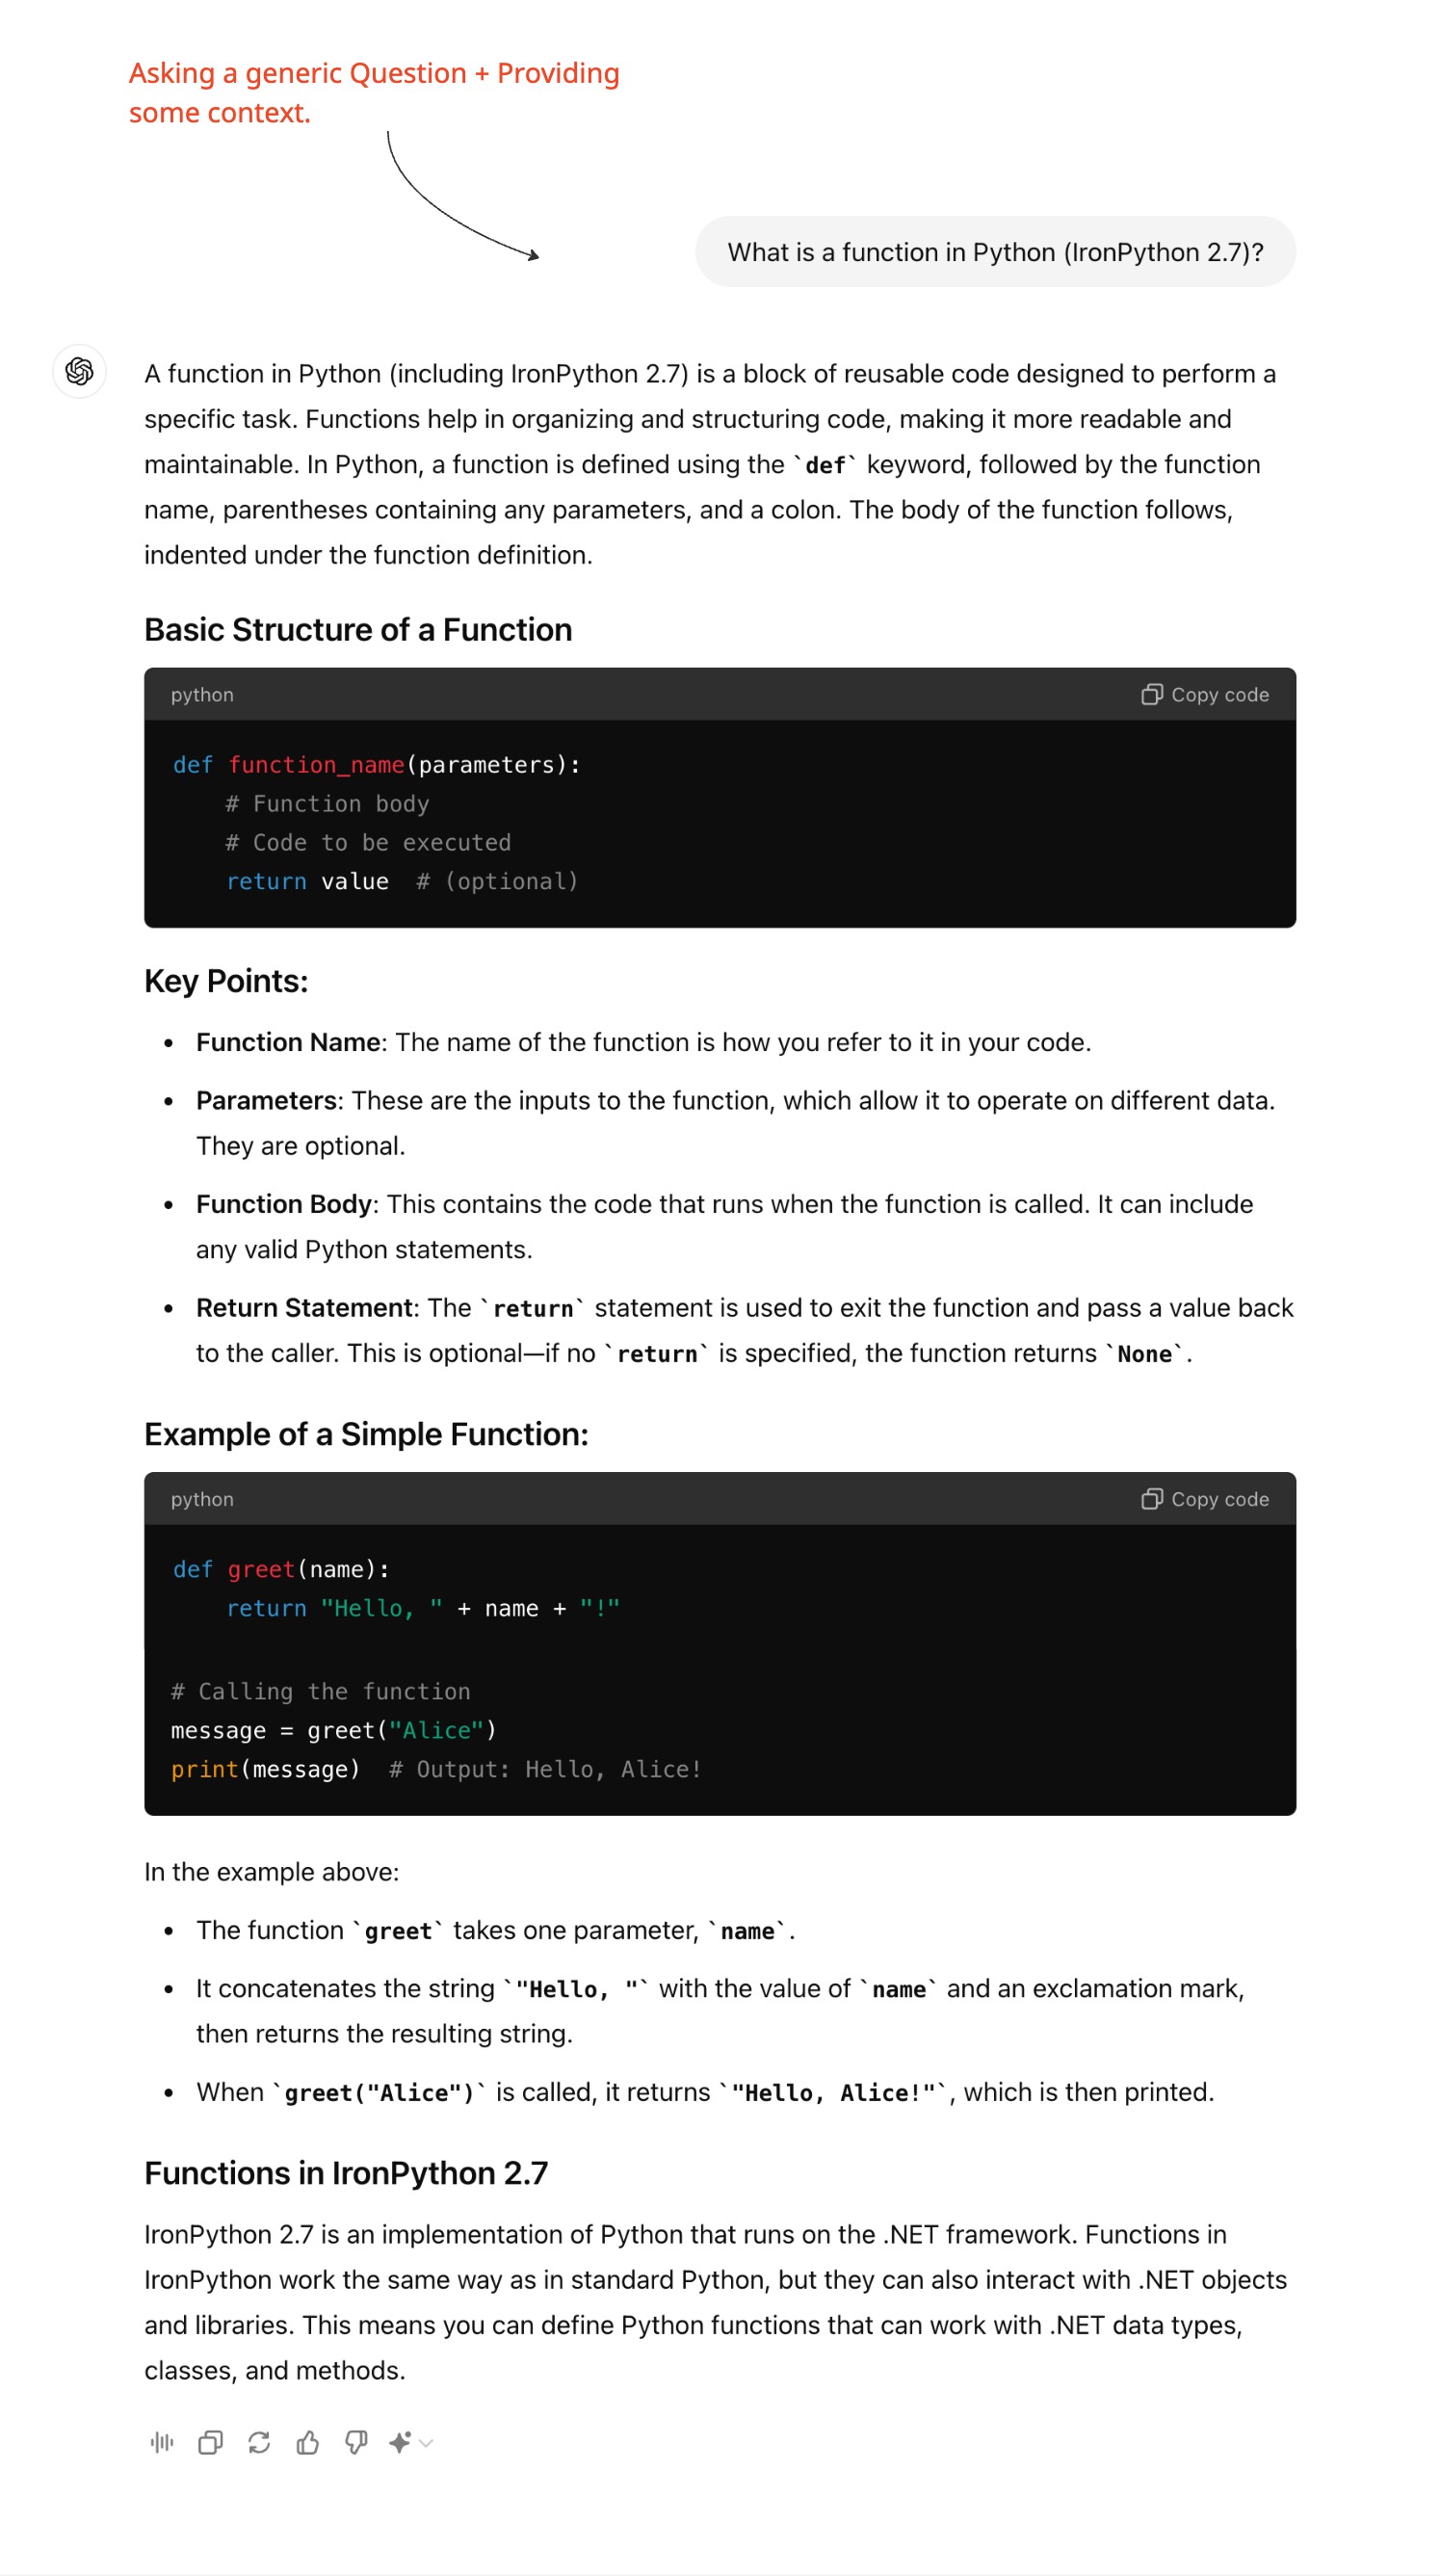 Asking a generic Question + Providing
some context.
What is a function in Python (IronPython 2.7)?
A function in Python (including IronPython 2.7) is a block of reusable code designed to perform a
specific task. Functions help in organizing and structuring code, making it more readable and
maintainable. In Python, a function is defined using the `def` keyword, followed by the function
name, parentheses containing any parameters, and a colon. The body of the function follows,
indented under the function definition.
Basic Structure of a Function
python Copy code
def function_name(parameters):
    # Function body
    # Code to be executed
    return value  # (optional)
Key Points:
• Function Name: The name of the function is how you refer to it in your code.
• Parameters: These are the inputs to the function, which allow it to operate on different data.
They are optional.
• Function Body: This contains the code that runs when the function is called. It can include
any valid Python statements.
• Return Statement: The `return` statement is used to exit the function and pass a value back
to the caller. This is optional—if no `return` is specified, the function returns `None`.
Example of a Simple Function:
python Copy code
def greet(name):
    return "Hello, " + name + "!"
# Calling the function
message = greet("Alice")
print(message)  # Output: Hello, Alice!
In the example above:
• The function `greet` takes one parameter, `name`.
• It concatenates the string `"Hello, "` with the value of `name` and an exclamation mark,
then returns the resulting string.
• When `greet("Alice")` is called, it returns `"Hello, Alice!"`, which is then printed.
Functions in IronPython 2.7
IronPython 2.7 is an implementation of Python that runs on the .NET framework. Functions in
IronPython work the same way as in standard Python, but they can also interact with .NET objects
and libraries. This means you can define Python functions that can work with .NET data types,
classes, and methods.